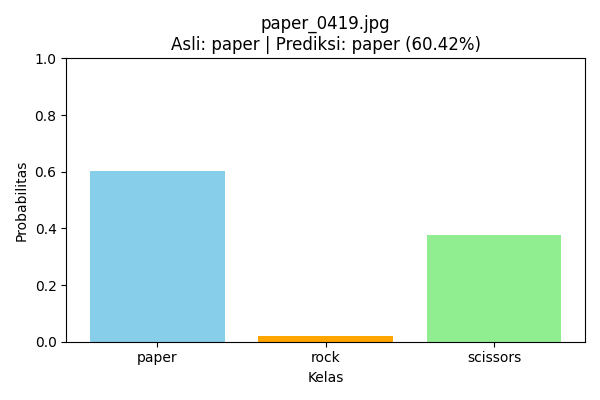 paper_0419.jpg
Asli: paper | Prediksi: paper (60.42%)
1.0
0.8
0.6
0.4
0.2
0.0
Probabilitas
paper rock scissors
Kelas